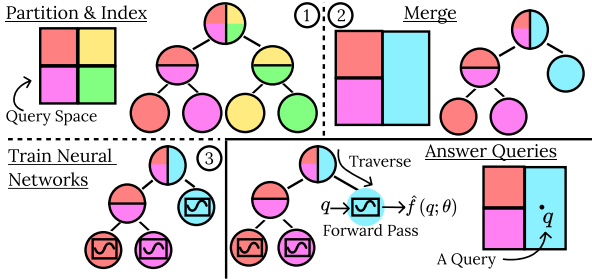 Partition & Index
1
Query Space
2
Merge
Train Neural
Networks
3
Answer Queries
Traverse
q
f̂(q;θ)
Forward Pass
q
A Query